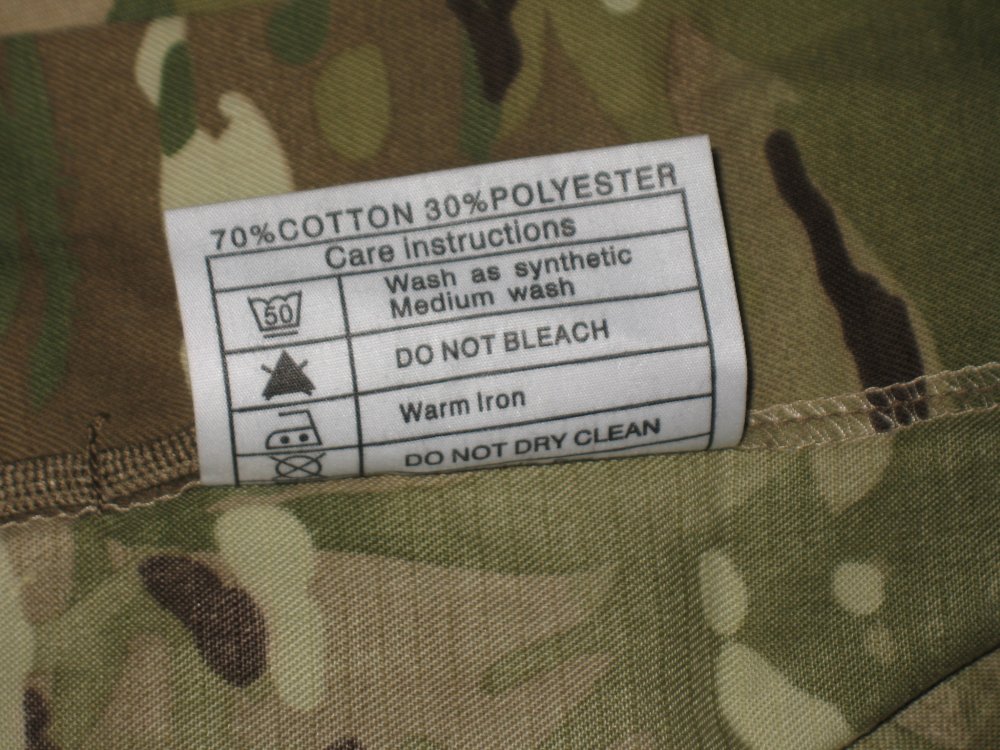 70%COTTON 30%POLYESTER
Care instructions
Wash as synthetic
50
Medium wash
DO NOT BLEACH
Warm Iron
DO NOT DRY CLEAN